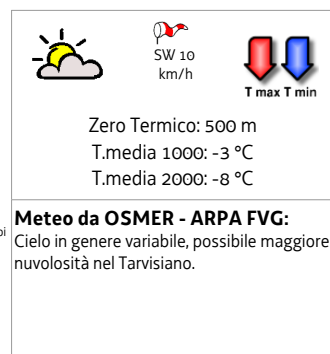 SW 10
km/h
T max T min
Zero Termico: 500 m
T.media 1000: -3 °C
T.media 2000: -8 °C
Meteo da OSMER - ARPA FVG:
Cielo in genere variabile, possibile maggiore
nuvolosità nel Tarvisiano.